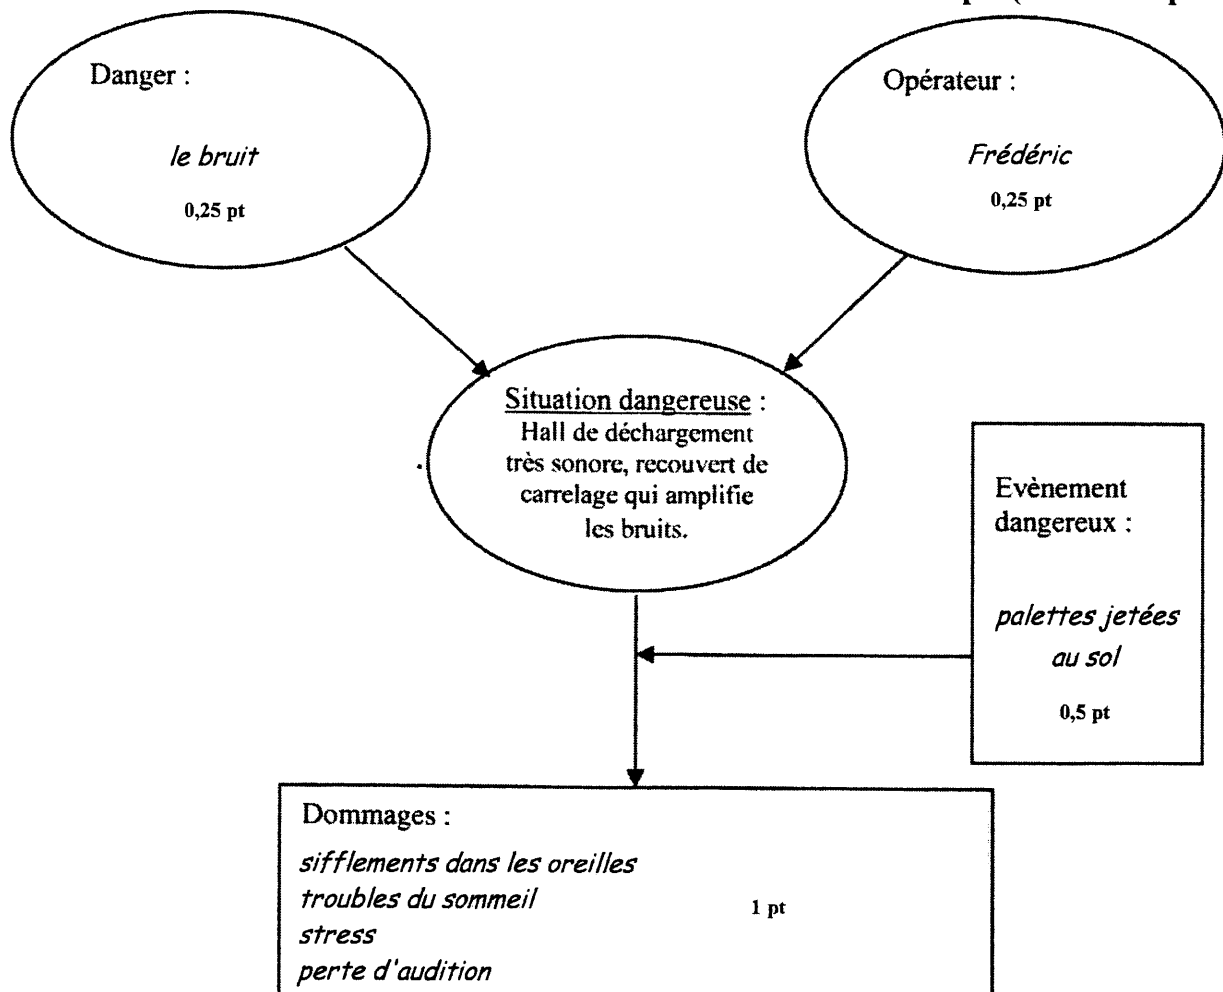 Danger :
le bruit
0,25 pt
Opérateur :
Frédéric
0,25 pt
Situation dangereuse :
Hall de déchargement
très sonore, recouvert de
carrelage qui amplifie
les bruits.
Evènement
dangereux :
palettes jetées
au sol
0,5 pt
Dommages :
sifflements dans les oreilles
troubles du sommeil
1 pt
stress
perte d'audition